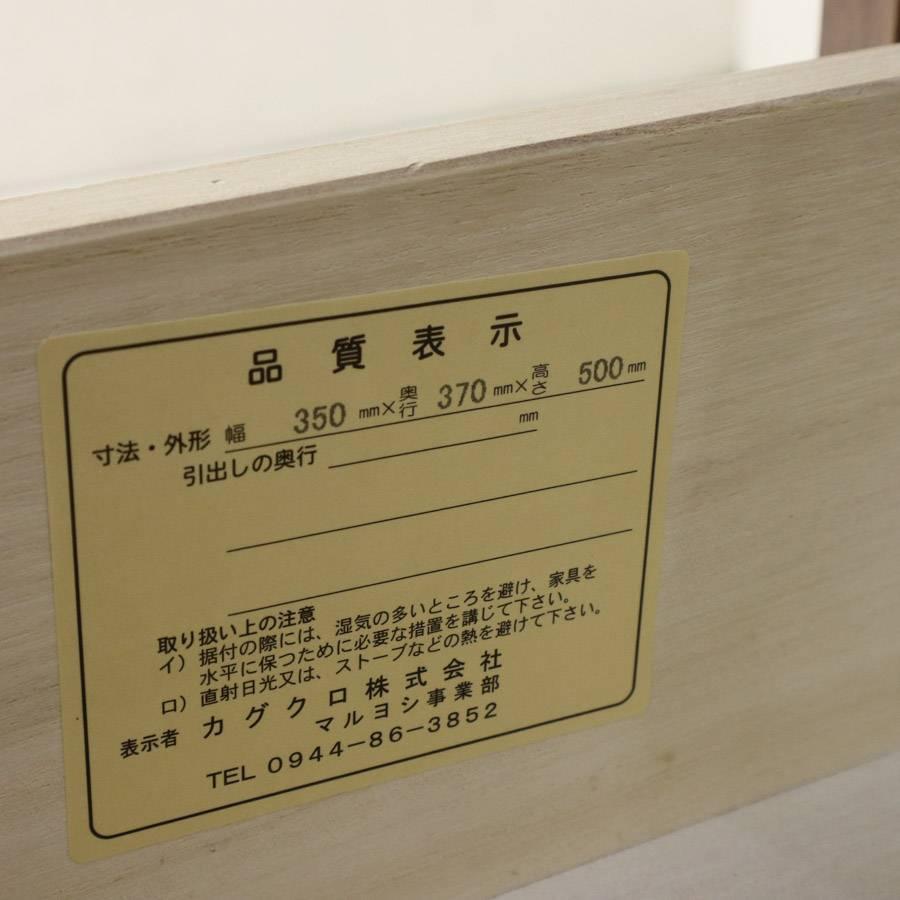 品質表示
寸法・外形 幅 350 mm×奥行 370 mm×高さ 500 mm
引出しの奥行 mm
取り扱い上の注意
イ）据付の際には、湿気の多いところを避け、家具を
水平に保つために必要な措置を講じて下さい。
ロ）直射日光又は、ストーブなどの熱を避けて下さい。
表示者 カグクロ株式会社
マルヨシ事業部
TEL 0944-86-3852